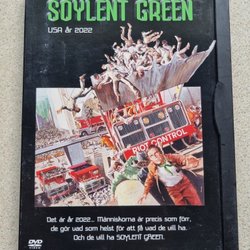 SOYLENT GREEN
USA år 2022
RIOT CONTROL
Det är år 2022... Människorna är precis som förr,
de gör vad som helst för att få vad de vill ha.
Och de vill ha SOYLENT GREEN.
DVD